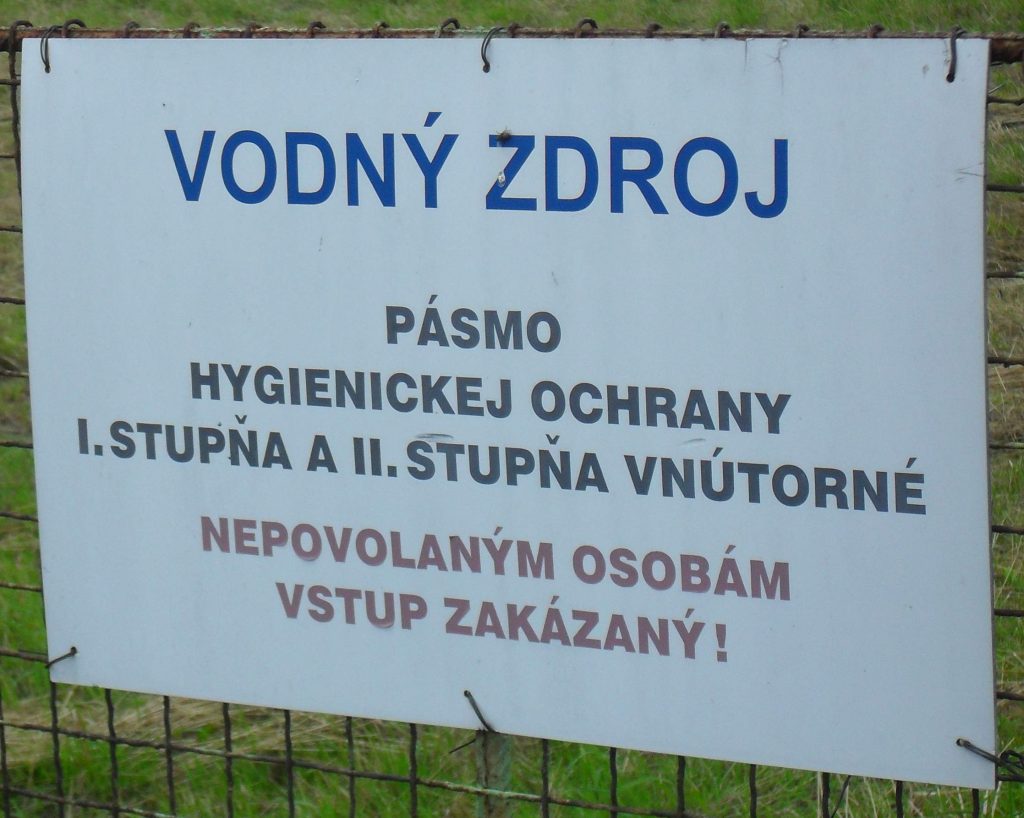 VODNÝ ZDROJ
PÁSMO
HYGIENICKEJ OCHRANY
I. STUPŇA A II. STUPŇA VNÚTORNÉ
NEPOVOLANÝM OSOBÁM
VSTUP ZAKÁZANÝ!